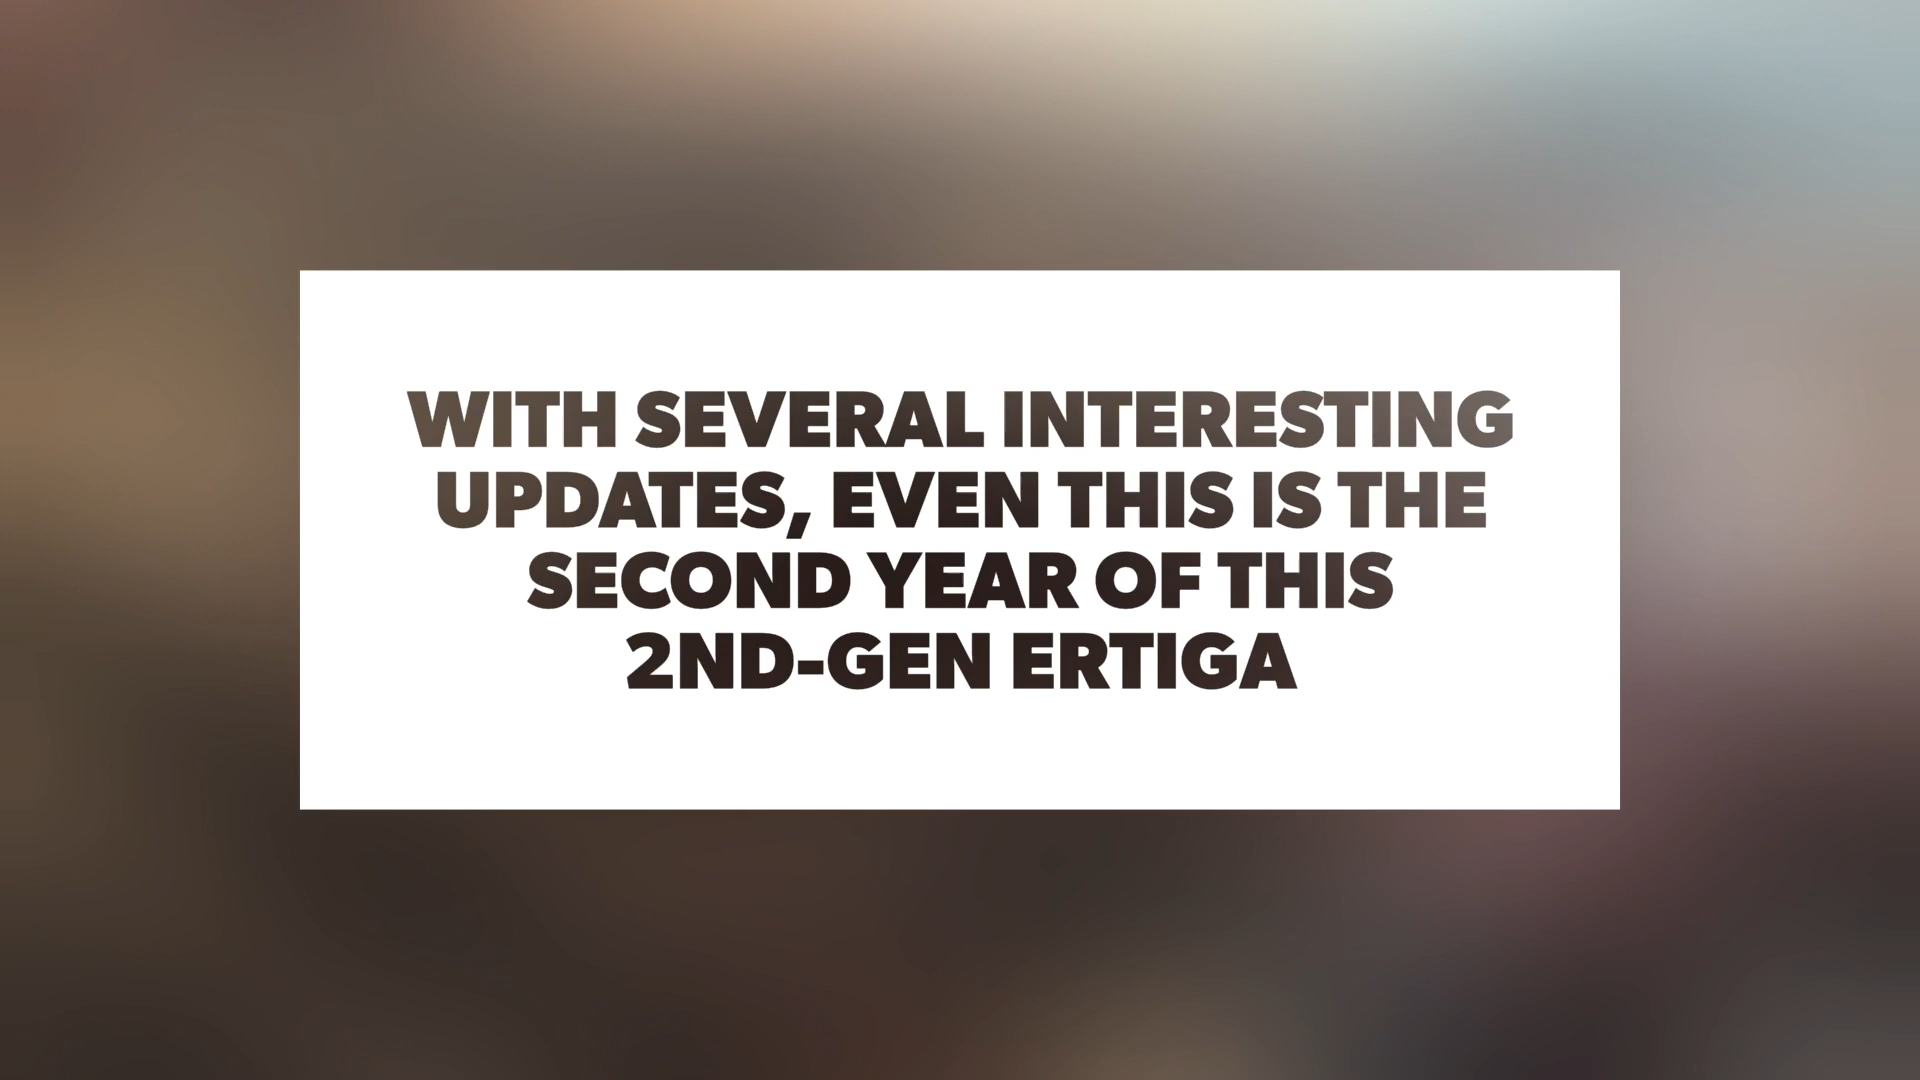 WITH SEVERAL INTERESTING
UPDATES, EVEN THIS IS THE
SECOND YEAR OF THIS
2ND-GEN ERTIGA